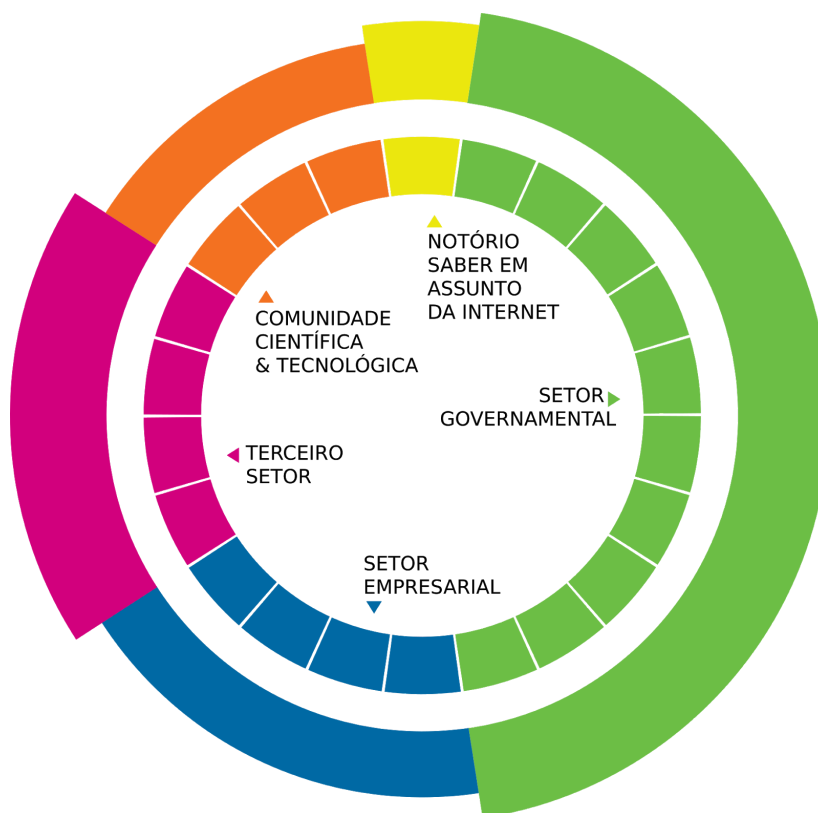 NOTÓRIO
SABER EM
ASSUNTO
DA INTERNET
COMUNIDADE
CIENTÍFICA
& TECNOLÓGICA
SETOR
GOVERNAMENTAL
TERCEIRO
SETOR
SETOR
EMPRESARIAL